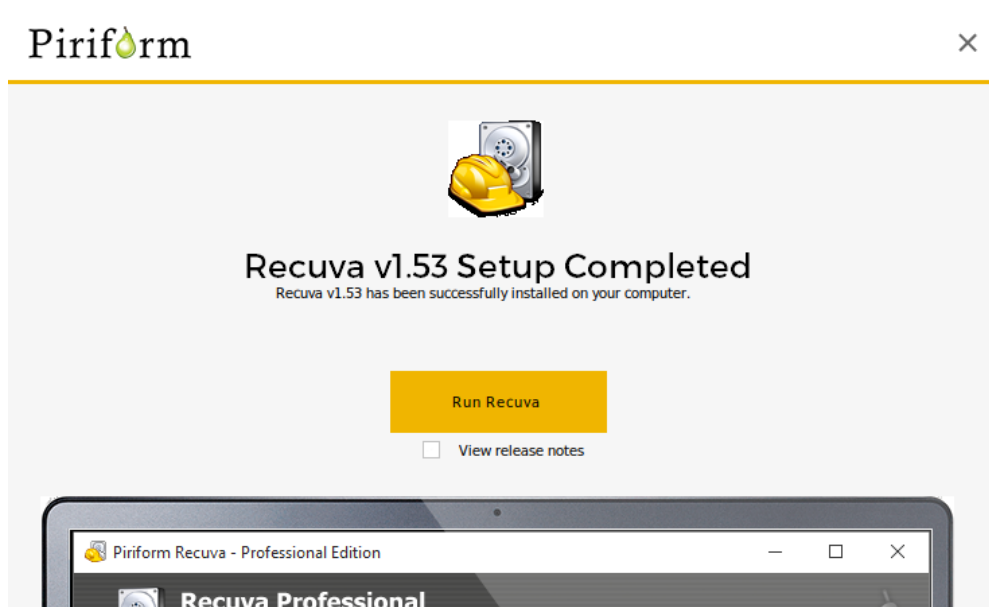 Piriform
Recuva v1.53 Setup Completed
Recuva v1.53 has been successfully installed on your computer.
Run Recuva
View release notes
Piriform Recuva - Professional Edition
Recuva Professional